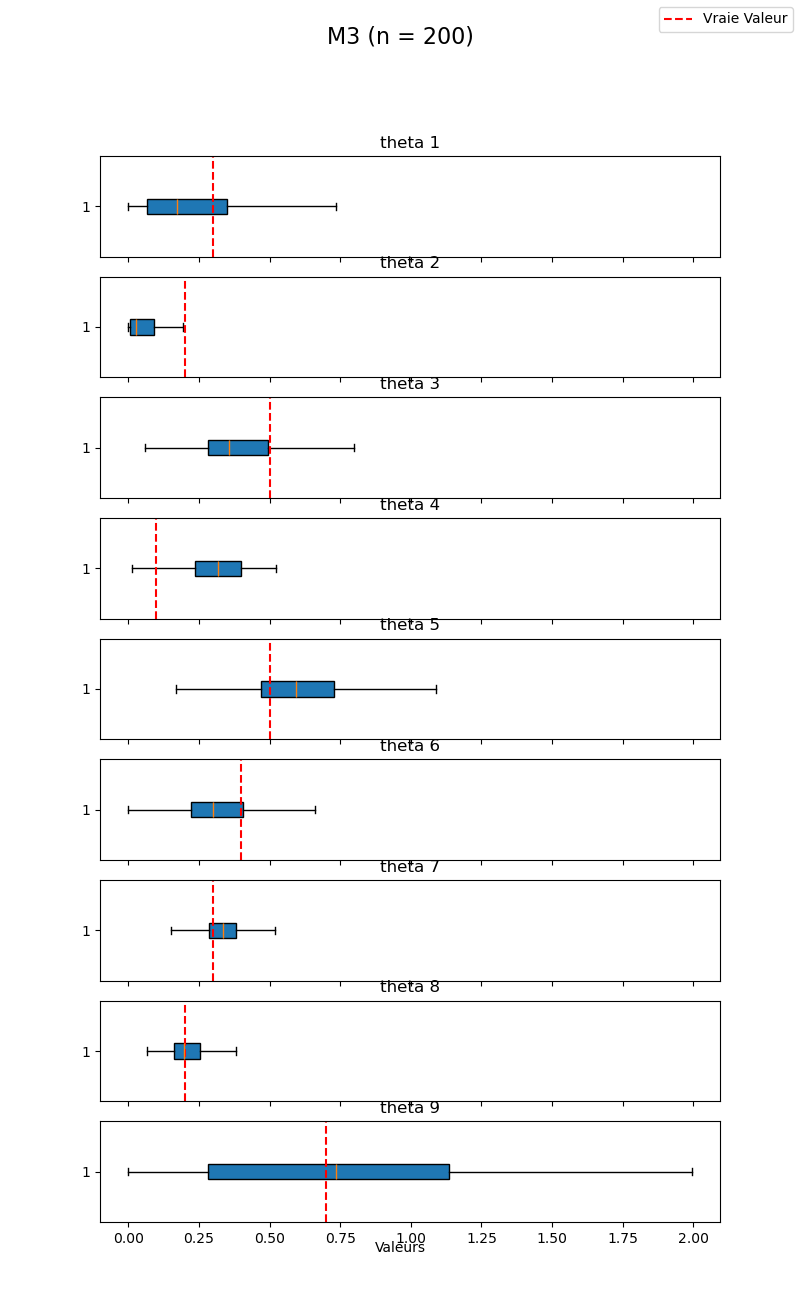 Vraie Valeur
M3 (n = 200)
theta 1
1
theta 2
1
theta 3
1
theta 4
1
theta 5
1
theta 6
1
theta 7
1
theta 8
1
theta 9
1
0.00 0.25 0.50 0.75 1.00 1.25 1.50 1.75 2.00
Valeurs